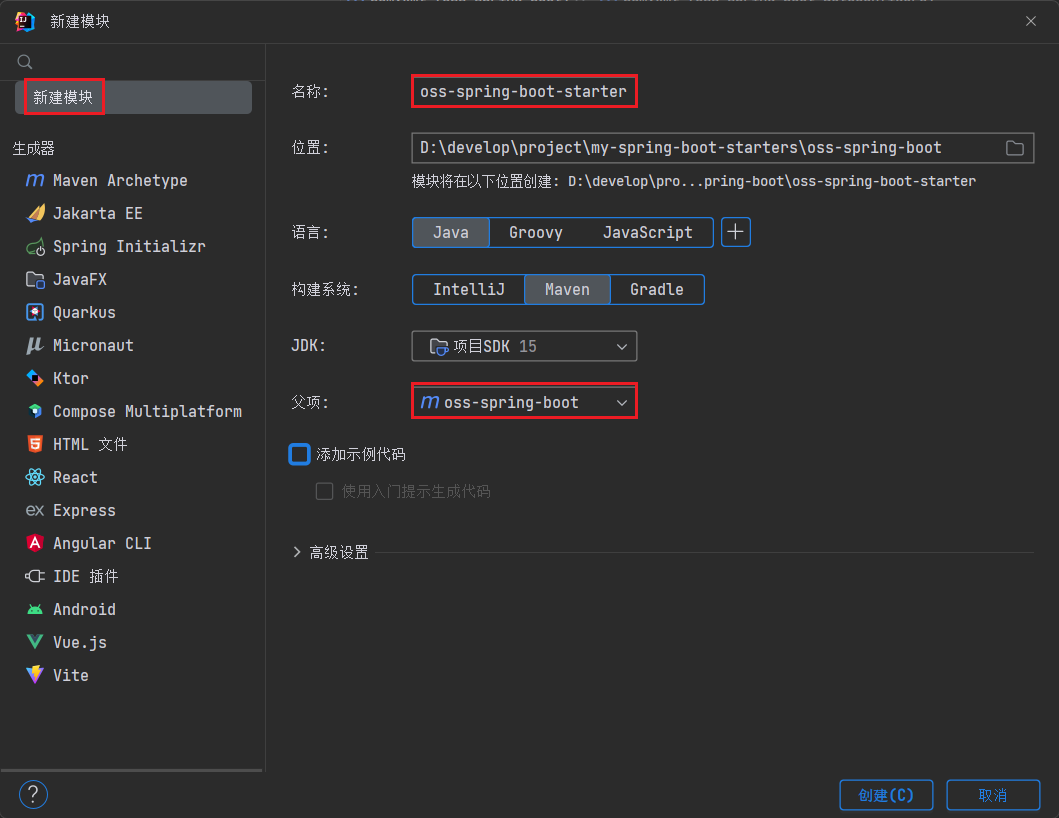 新建模块
新建模块
生成器
Maven Archetype
Jakarta EE
Spring Initializr
JavaFX
Quarkus
Micronaut
Ktor
Compose Multiplatform
HTML 文件
React
Express
Angular CLI
IDE 插件
Android
Vue.js
Vite
名称:
oss-spring-boot-starter
位置:
D:\develop\project\my-spring-boot-starters\oss-spring-boot
模块将在以下位置创建: D:\develop\pro...pring-boot\oss-spring-boot-starter
语言:
Java Groovy JavaScript
构建系统:
IntelliJ Maven Gradle
JDK:
项目SDK 15
父项:
oss-spring-boot
添加示例代码
使用入门提示生成代码
高级设置
?
创建(C) 取消